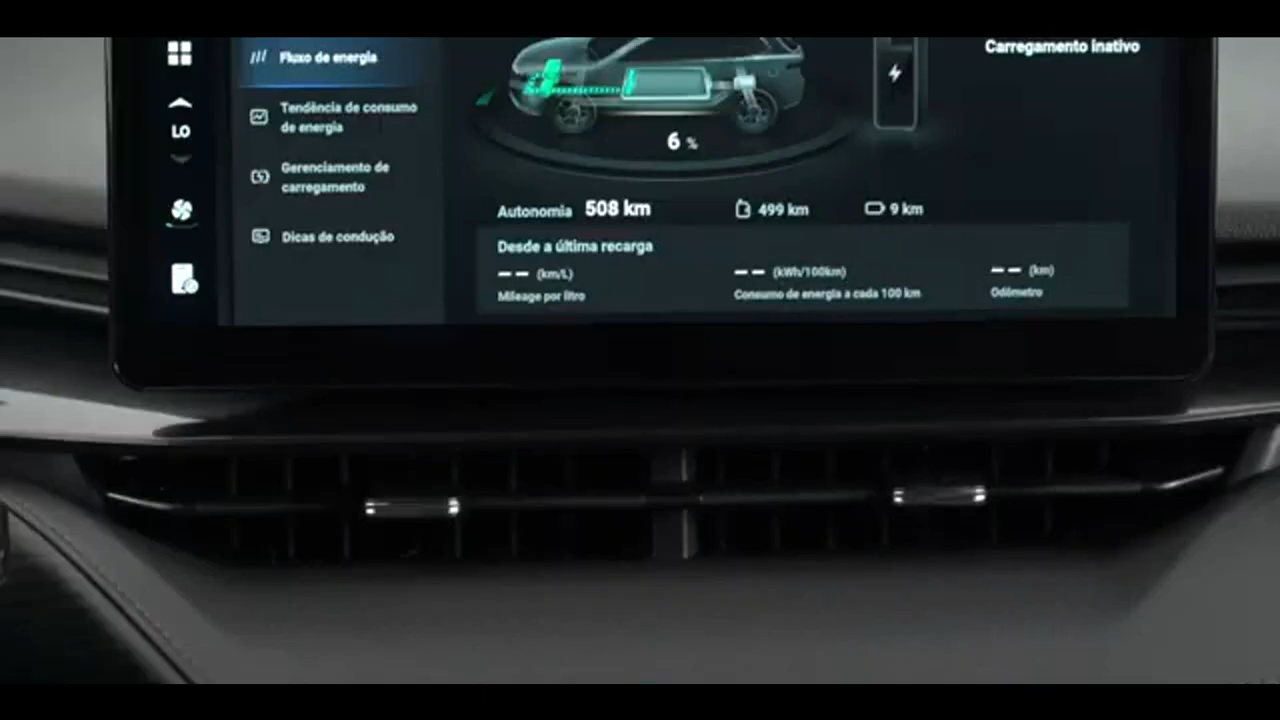 Fluxo de energia
Carregamento inativo
Tendência de consumo
de energia
LO
6 %
Gerenciamento de
carregamento
Autonomia 508 km 499 km 9 km
Dicas de condução
Desde a última recarga
-- (km/L) -- (kWh/100km) -- (km)
Mileage por litro Consumo de energia a cada 100 km Odômetro